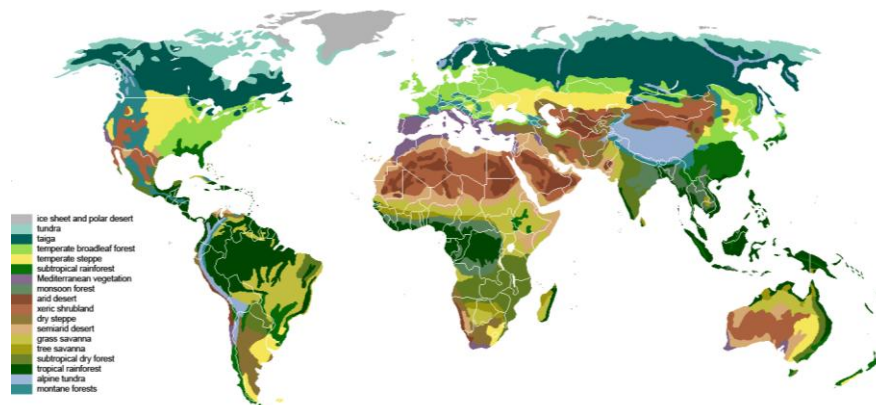 ice sheet and polar desert
tundra
taiga
temperate broadleaf forest
temperate steppe
subtropical rainforest
Mediterranean vegetation
monsoon forest
arid desert
xeric shrubland
dry steppe
semiarid desert
grass savanna
tree savanna
subtropical dry forest
tropical rainforest
alpine tundra
montane forests